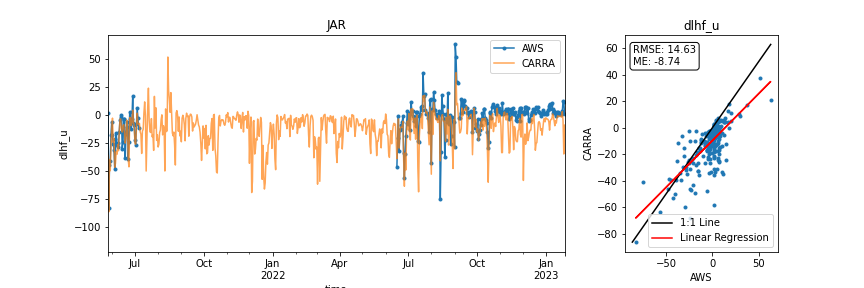 JAR
dlhf_u
50
25
0
−25
−50
−75
−100
AWS
CARRA
Jul
Oct
Jan
2022
Apr
Jul
Oct
Jan
2023
time
dlhf_u
dlhf_u
RMSE: 14.63
ME: -8.74
60
40
20
0
−20
−40
−60
−80
CARRA
1:1 Line
Linear Regression
−50
0
50
AWS